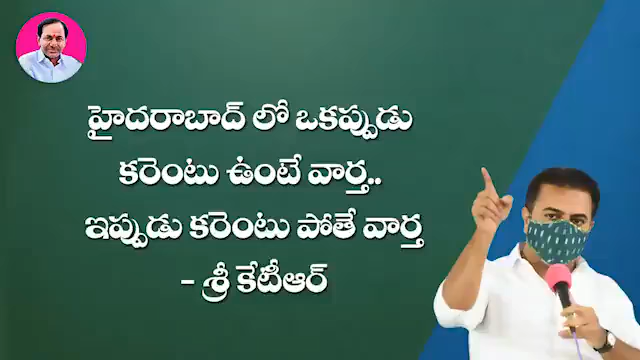 హైదరాబాద్ లో ఒకప్పుడు
కరెంటు ఉంటే వార్త..
ఇప్పుడు కరెంటు పోతే వార్త
- శ్రీ కేటీఆర్